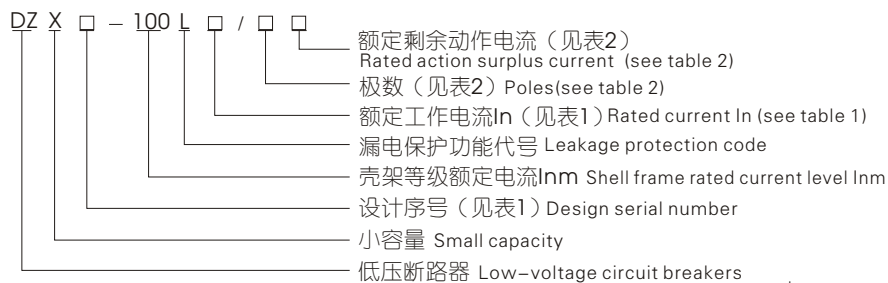 DZ X □ – 100 L □ / □ □
额定剩余动作电流（见表2）
Rated action surplus current (see table 2)
极数（见表2）Poles(see table 2)
额定工作电流In（见表1）Rated current In (see table 1)
漏电保护功能代号 Leakage protection code
壳架等级额定电流Inm Shell frame rated current level Inm
设计序号（见表1）Design serial number
小容量 Small capacity
低压断路器 Low–voltage circuit breakers